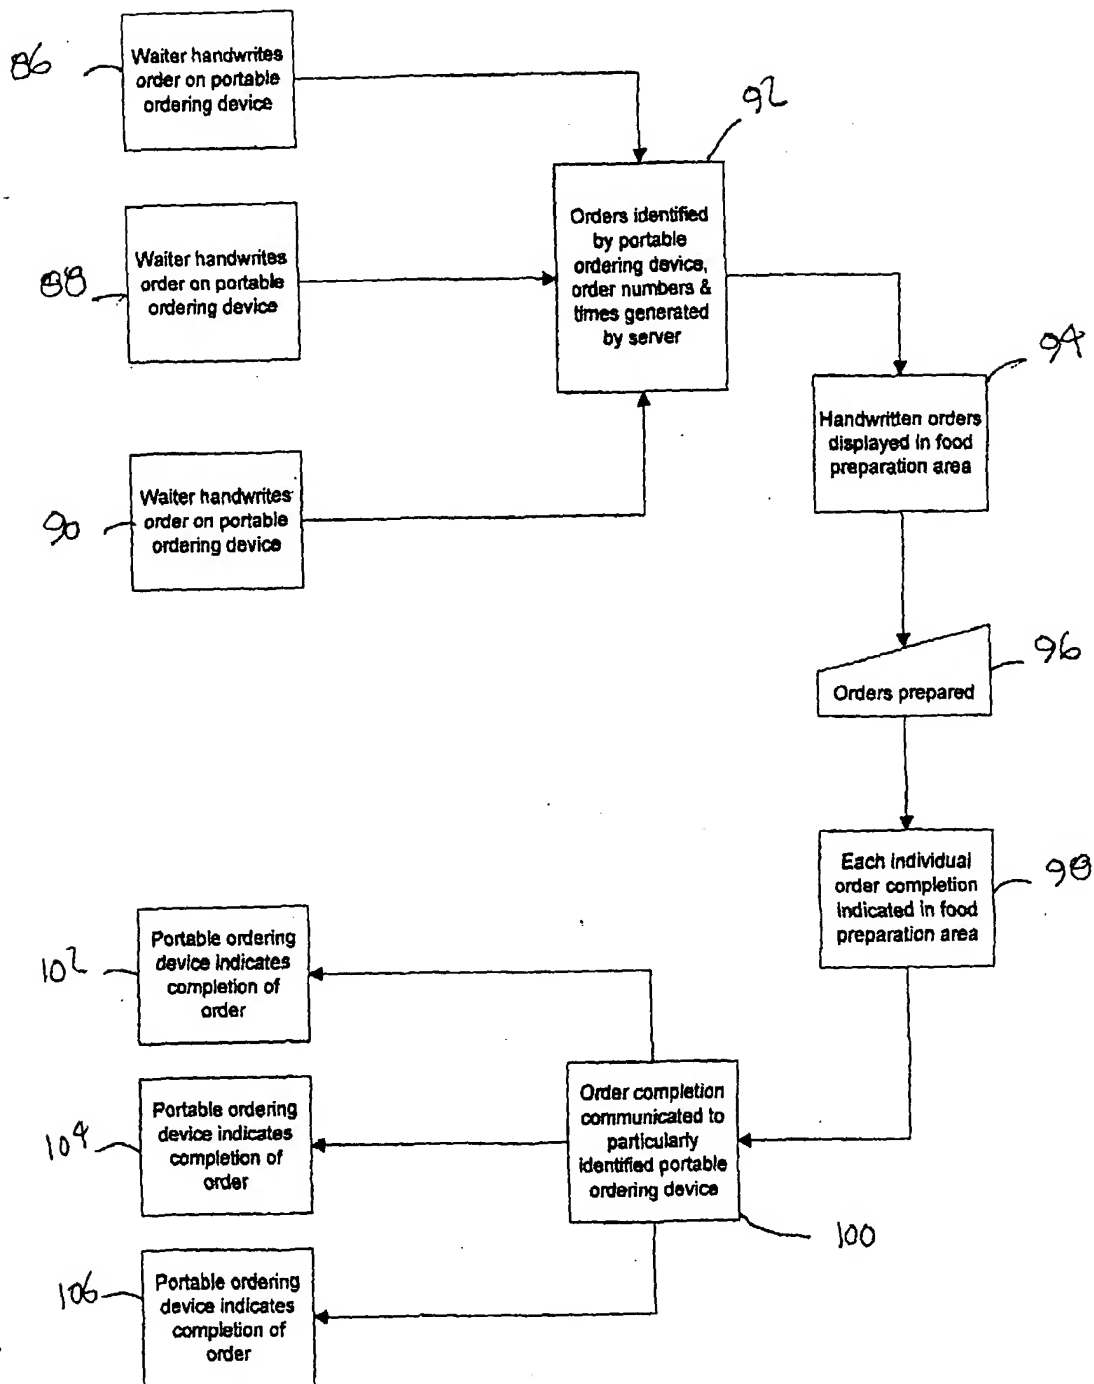 86
Waiter handwrites
order on portable
ordering device
92
88
Waiter handwrites
order on portable
ordering device
Orders identified
by portable
ordering device,
order numbers &
times generated
by server
94
Handwritten orders
displayed in food
preparation area
90
Waiter handwrites
order on portable
ordering device
96
Orders prepared
98
Each individual
order completion
indicated in food
preparation area
102
Portable ordering
device indicates
completion of
order
100
Order completion
communicated to
particularly
identified portable
ordering device
104
Portable ordering
device indicates
completion of
order
106
Portable ordering
device indicates
completion of
order